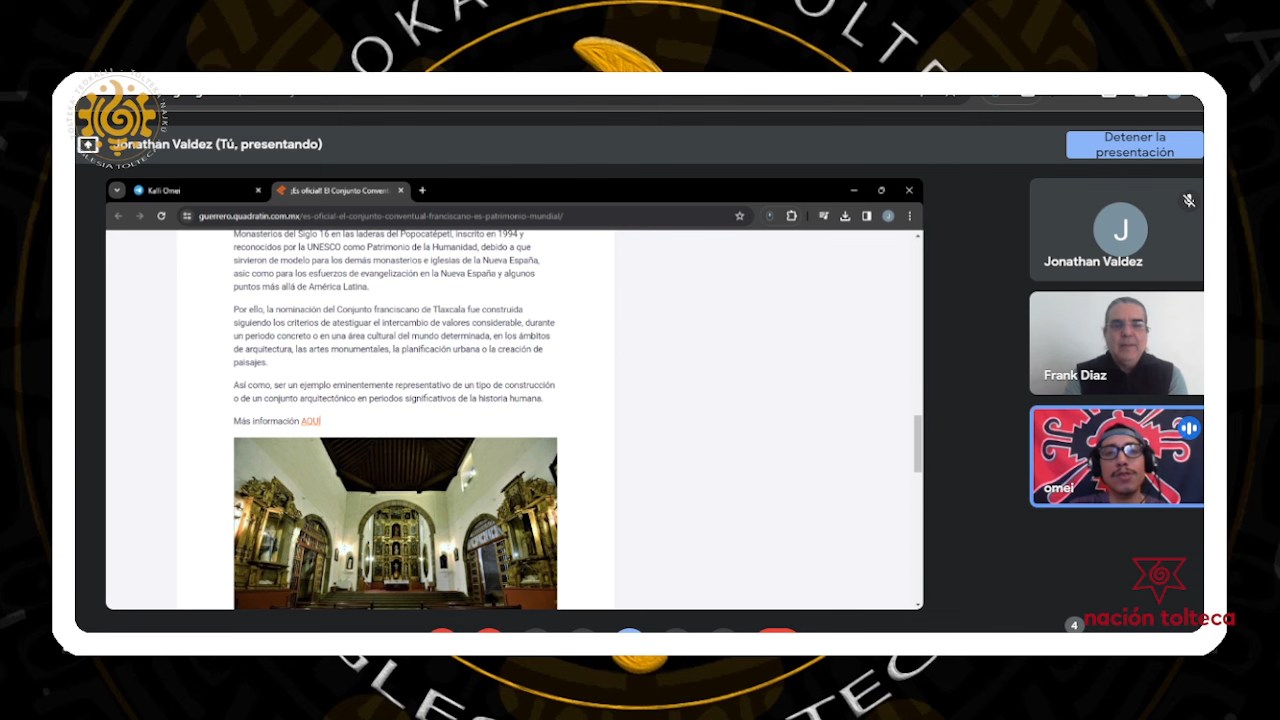 OKA
OLT
Jonathan Valdez (Tú, presentando)
Detener la
presentación
Kalli Omei
¡Es oficial! El Conjunto Convent
guerrero.quadratin.com.mx/es-oficial-el-conjunto-conventual-franciscano-es-patrimonio-mundial/
Monasterios del Siglo 16 en las laderas del Popocatépetl, inscrito en 1994 y
reconocidos por la UNESCO como Patrimonio de la Humanidad, debido a que
sirvieron de modelo para los demás monasterios e iglesias de la Nueva España,
asíc como para los esfuerzos de evangelización en la Nueva España y algunos
puntos más allá de América Latina.
Por ello, la nominación del Conjunto franciscano de Tlaxcala fue construida
siguiendo los criterios de atestiguar el intercambio de valores considerable, durante
un periodo concreto o en una área cultural del mundo determinada, en los ámbitos
de arquitectura, las artes monumentales, la planificación urbana o la creación de
paisajes.
Así como, ser un ejemplo eminentemente representativo de un tipo de construcción
o de un conjunto arquitectónico en periodos significativos de la historia humana.
Más información AQUÍ
J
Jonathan Valdez
Frank Diaz
omei
4
nación tolteca
GLES
OLTEC